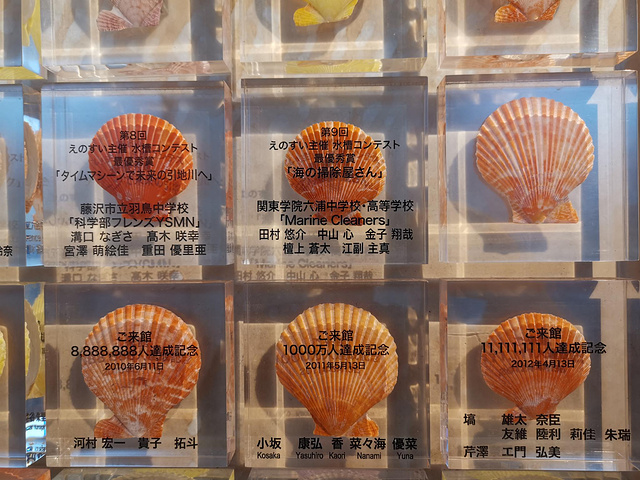 第8回
えのすい主催 水槽コンテスト
最優秀賞
「タイムマシーンで未来の引地川へ」
藤沢市立羽鳥中学校
「科学部フレンズYSMN」
溝口 なぎさ 髙木 咲幸
宮澤 萌絵佳 重田 優里亜
第9回
えのすい主催 水槽コンテスト
最優秀賞
「海の掃除屋さん」
関東学院六浦中学校・高等学校
「Marine Cleaners」
田村 悠介 中山 心 金子 翔哉
檀上 蒼太 江副 主真
ご来館
8,888,888人達成記念
2010年6月11日
河村 宏一 貴子 拓斗
ご来館
1000万人達成記念
2011年5月13日
小坂 康弘 香 菜々海 優菜
Kosaka Yasuhiro Kaori Nanami Yuna
ご来館
11,111,111人達成記念
2012年4月13日
塙 雄太 奈臣
友維 陸利 莉佳 朱瑞
芹澤 エ門 弘美